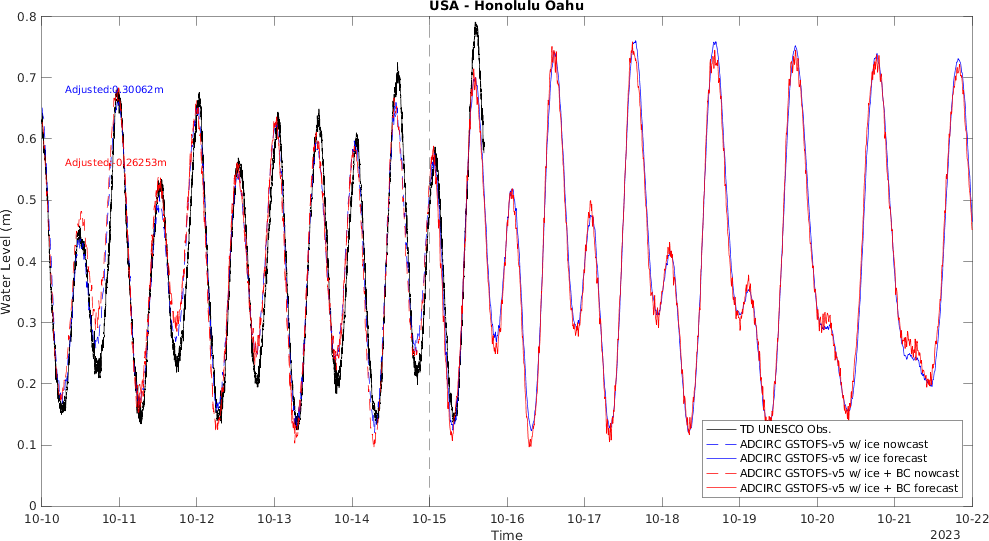 USA - Honolulu Oahu
0.8
0.7
0.6
0.5
0.4
0.3
0.2
0.1
0
Water Level (m)
Adjusted:0.30062m
Adjusted:-0.26253m
TD UNESCO Obs.
ADCIRC GSTOFS-v5 w/ ice nowcast
ADCIRC GSTOFS-v5 w/ ice forecast
ADCIRC GSTOFS-v5 w/ ice + BC nowcast
ADCIRC GSTOFS-v5 w/ ice + BC forecast
10-10 10-11 10-12 10-13 10-14 10-15 10-16 10-17 10-18 10-19 10-20 10-21 10-22
Time
2023